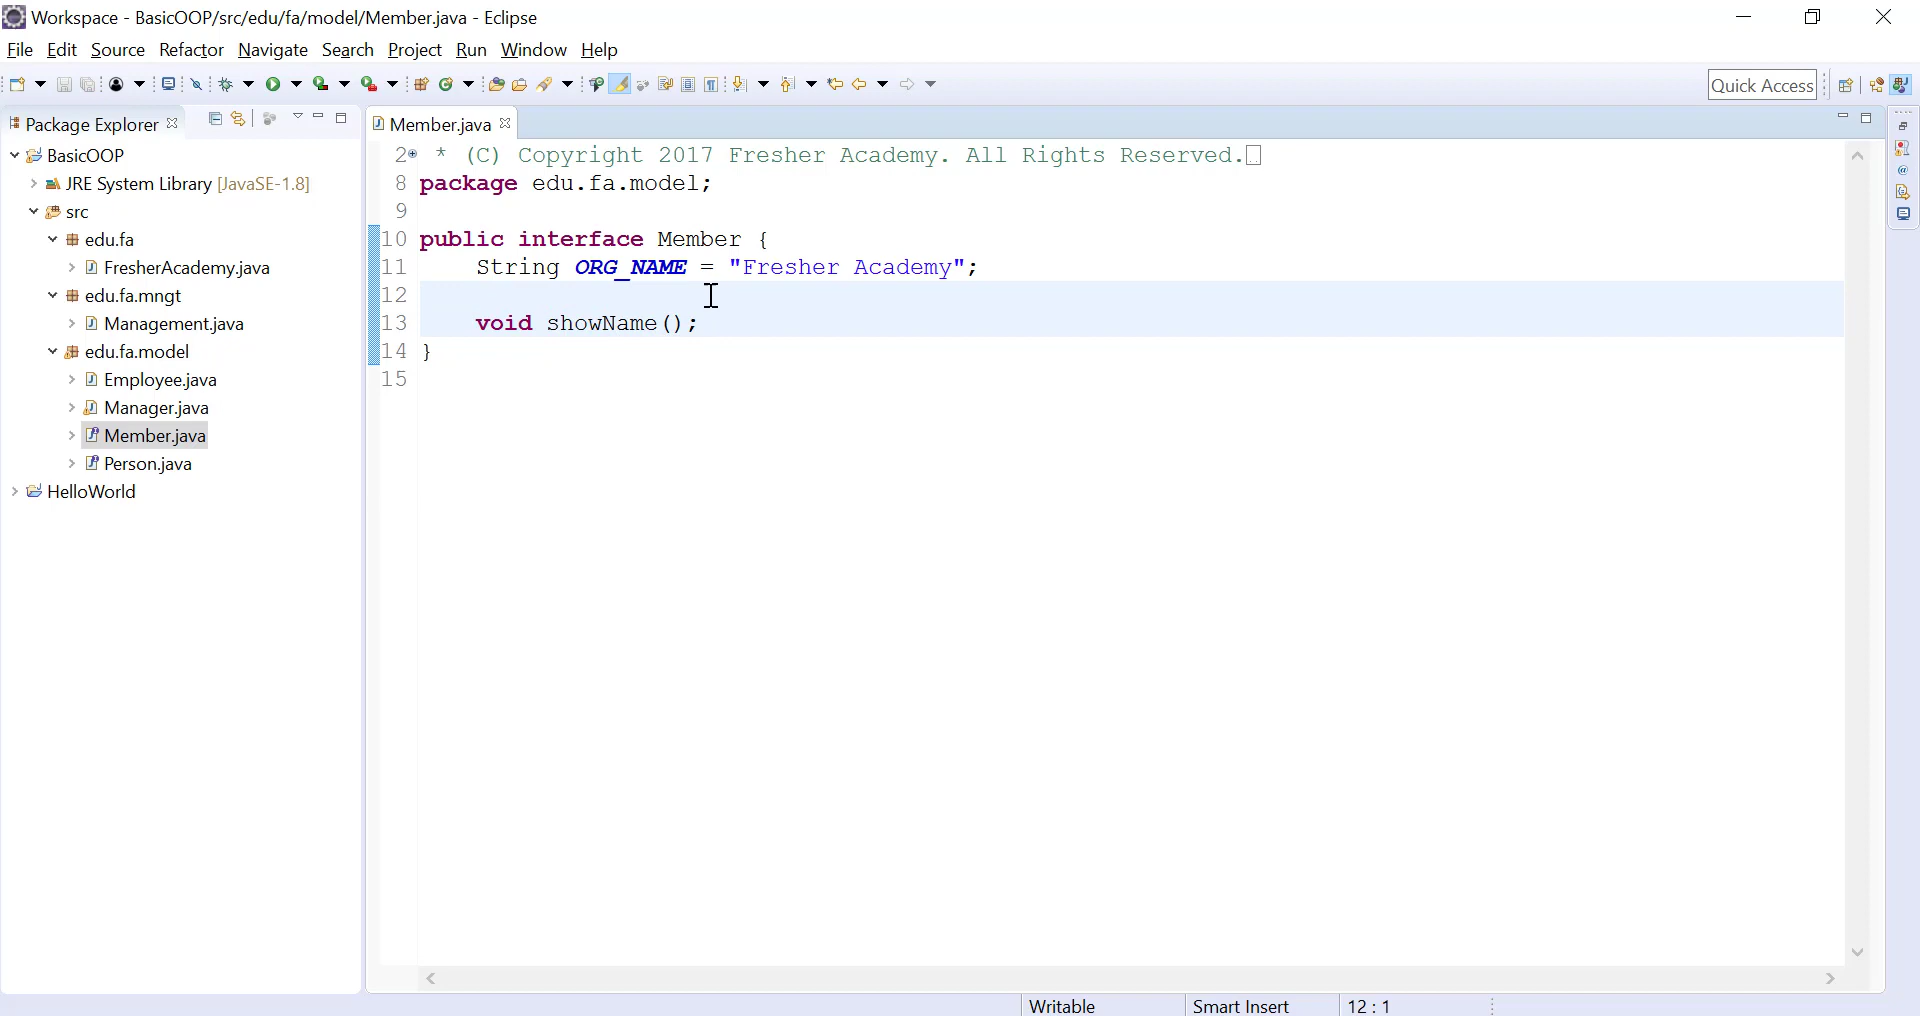 Workspace - BasicOOP/src/edu/fa/model/Member.java - Eclipse
File Edit Source Refactor Navigate Search Project Run Window Help
Quick Access
Package Explorer
Member.java
BasicOOP
JRE System Library [JavaSE-1.8]
src
edu.fa
FresherAcademy.java
edu.fa.mngt
Management.java
edu.fa.model
Employee.java
Manager.java
Member.java
Person.java
HelloWorld
2 * (C) Copyright 2017 Fresher Academy. All Rights Reserved.
8 package edu.fa.model;
9
10 public interface Member {
11 String ORG_NAME = "Fresher Academy";
12
13 void showName();
14 }
15
Writable Smart Insert 12 : 1